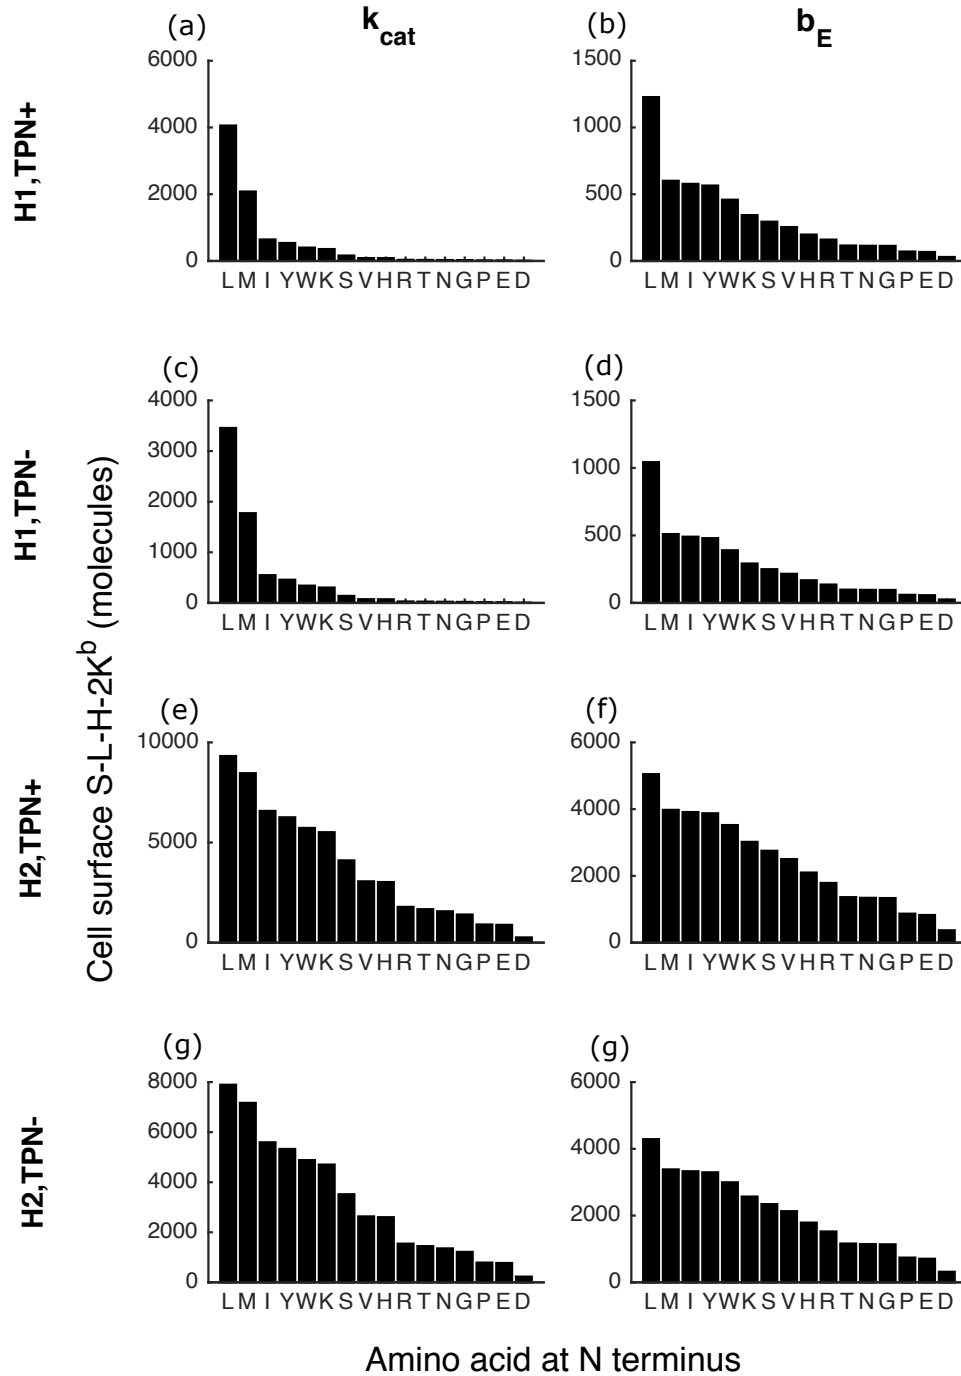 k_cat
b_E
H1,TPN+
(a)
6000
4000
2000
0
L M I Y W K S V H R T N G P E D
(b)
1500
1000
500
0
L M I Y W K S V H R T N G P E D
H1,TPN-
(c)
4000
3000
2000
1000
0
L M I Y W K S V H R T N G P E D
(d)
1500
1000
500
0
L M I Y W K S V H R T N G P E D
Cell surface S-L-H-2K^b (molecules)
H2,TPN+
(e)
10000
5000
0
L M I Y W K S V H R T N G P E D
(f)
6000
4000
2000
0
L M I Y W K S V H R T N G P E D
H2,TPN-
(g)
8000
6000
4000
2000
0
L M I Y W K S V H R T N G P E D
(g)
6000
4000
2000
0
L M I Y W K S V H R T N G P E D
Amino acid at N terminus